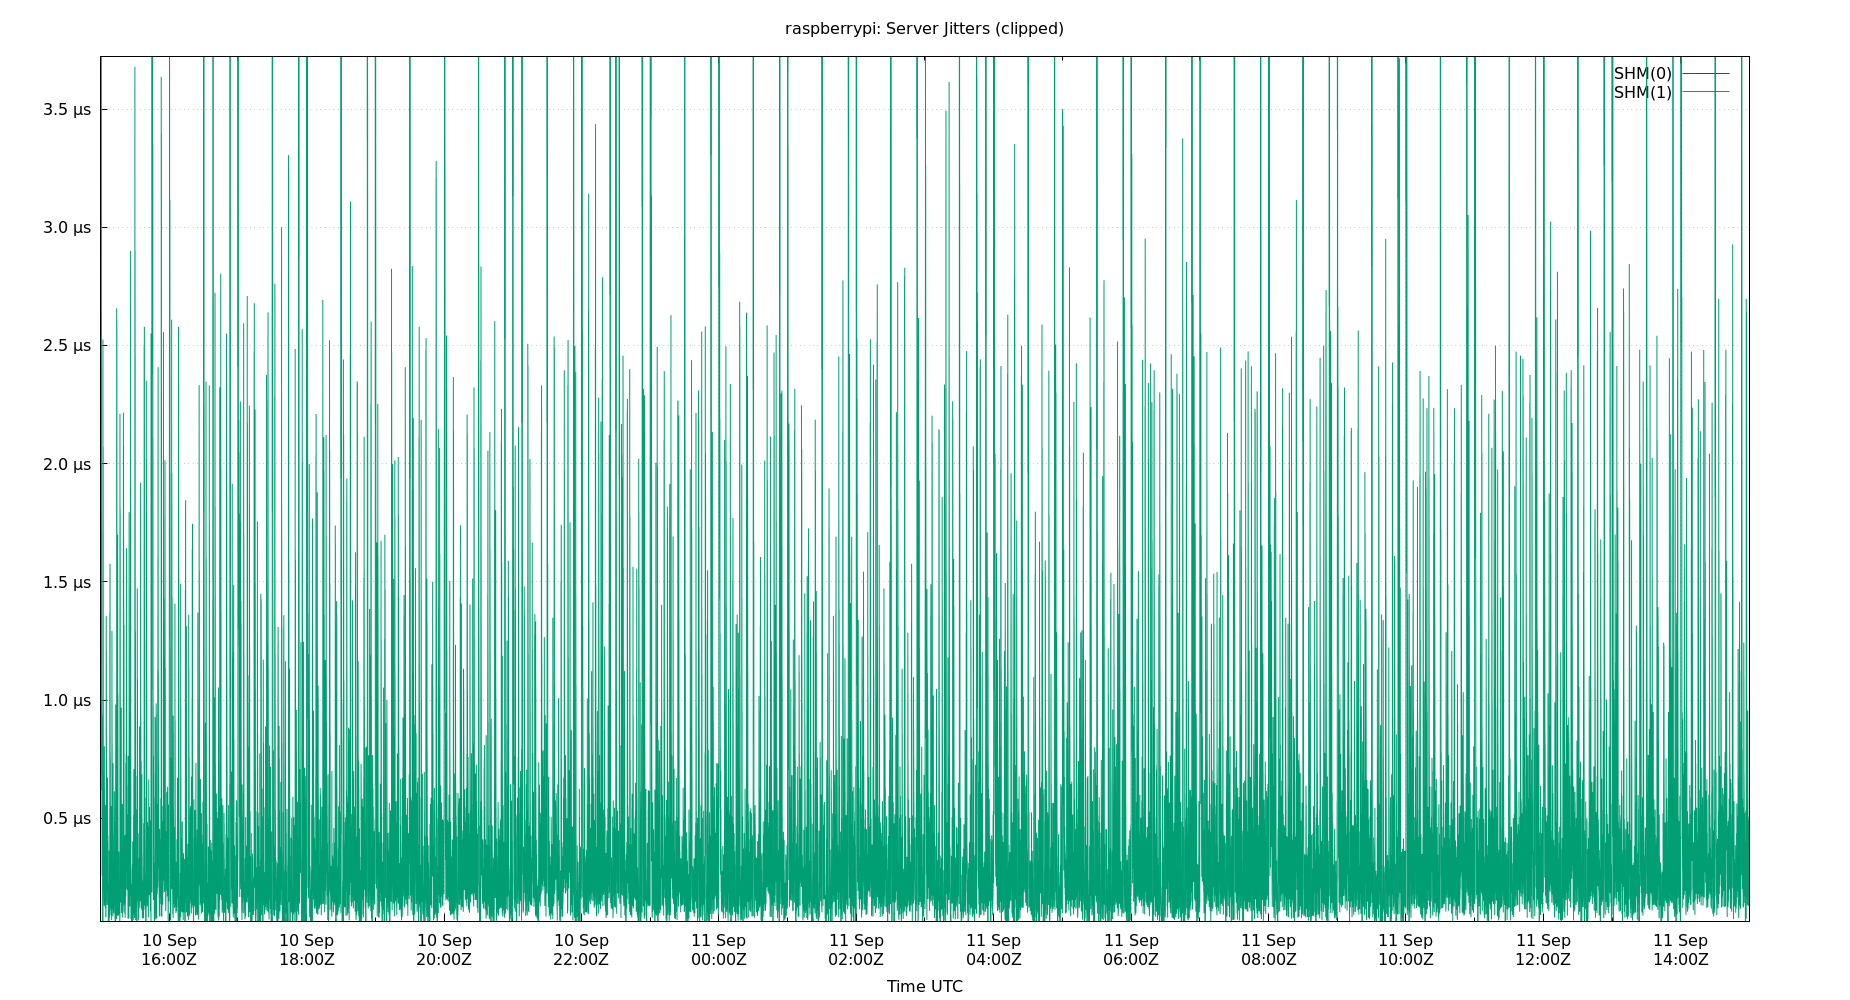 raspberrypi: Server Jitters (clipped)
SHM(0)
SHM(1)
3.5 µs
3.0 µs
2.5 µs
2.0 µs
1.5 µs
1.0 µs
0.5 µs
10 Sep 10 Sep 10 Sep 10 Sep 11 Sep 11 Sep 11 Sep 11 Sep 11 Sep 11 Sep 11 Sep 11 Sep
16:00Z 18:00Z 20:00Z 22:00Z 00:00Z 02:00Z 04:00Z 06:00Z 08:00Z 10:00Z 12:00Z 14:00Z
Time UTC